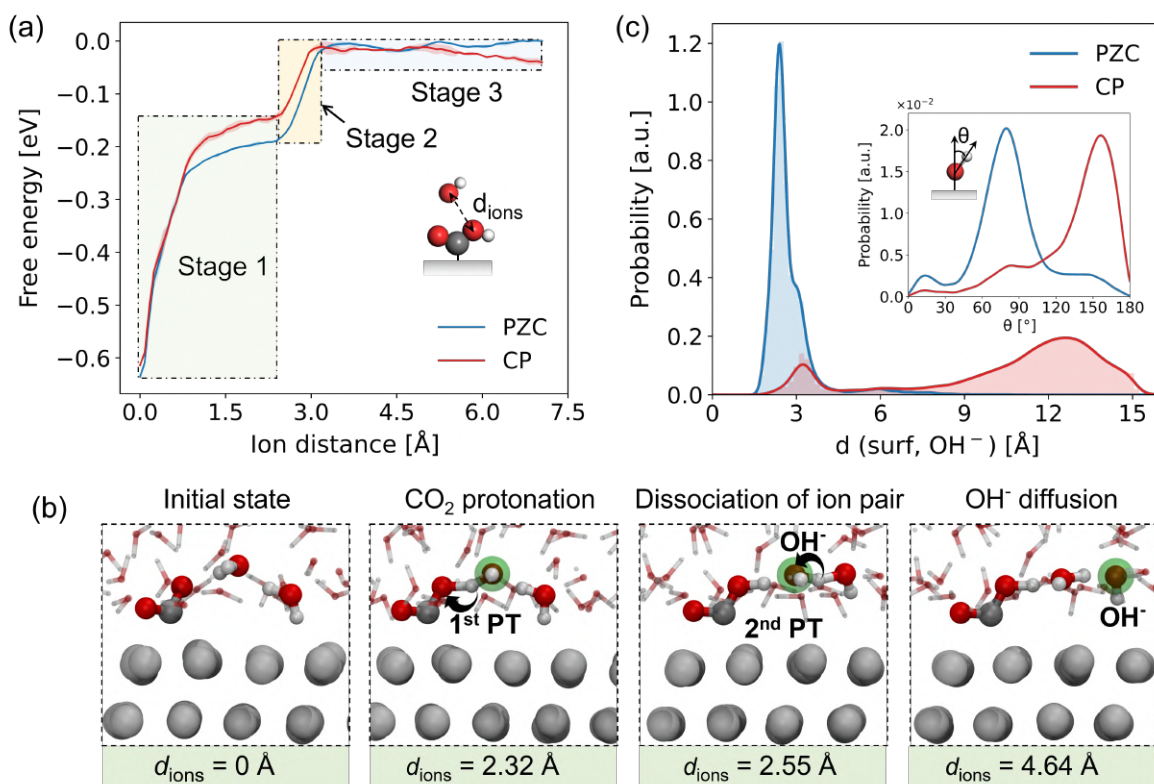 (a)
0.0
−0.1
−0.2
−0.3
−0.4
−0.5
−0.6
Free energy [eV]
Stage 1
Stage 2
Stage 3
d_ions
PZC
CP
0.0 1.5 3.0 4.5 6.0 7.5
Ion distance [Å]
(c)
1.2
1.0
0.8
0.6
0.4
0.2
0.0
Probability [a.u.]
PZC
CP
×10⁻²
2.0
1.5
1.0
0.5
0.0
Probability [a.u.]
θ
0 30 60 90 120 150 180
θ [°]
0 3 6 9 12 15
d (surf, OH⁻) [Å]
(b)
Initial state
CO₂ protonation
Dissociation of ion pair
OH⁻ diffusion
1ˢᵗ PT
OH⁻
2ⁿᵈ PT
OH⁻
d_ions = 0 Å
d_ions = 2.32 Å
d_ions = 2.55 Å
d_ions = 4.64 Å